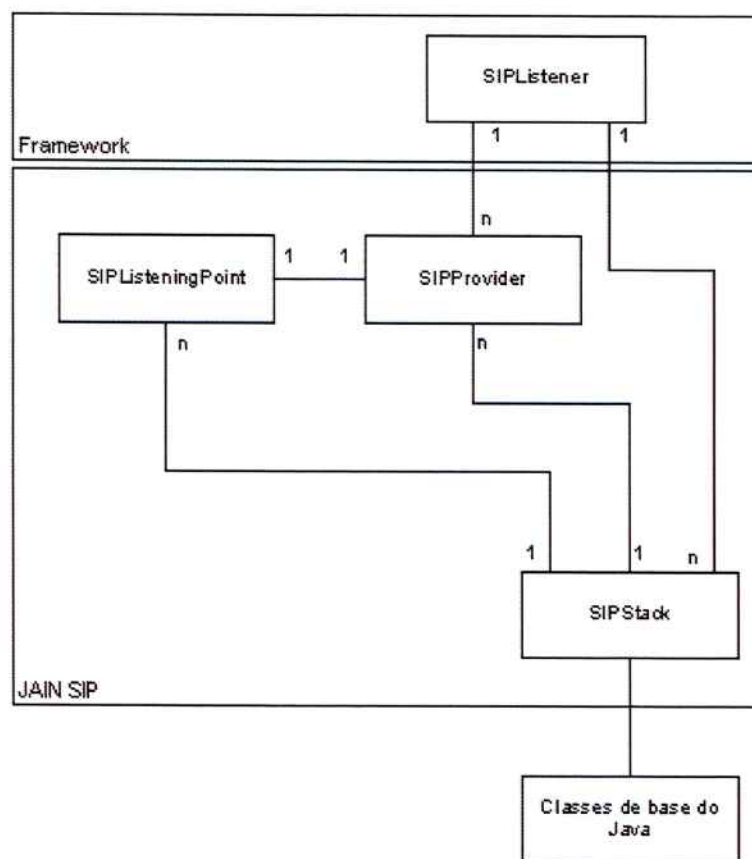 SIPListener
1
1
Framework
n
SIPListeningPoint
1
1
SIPProvider
n
n
1
1
n
SIPStack
JAIN SIP
Classes de base do
Java